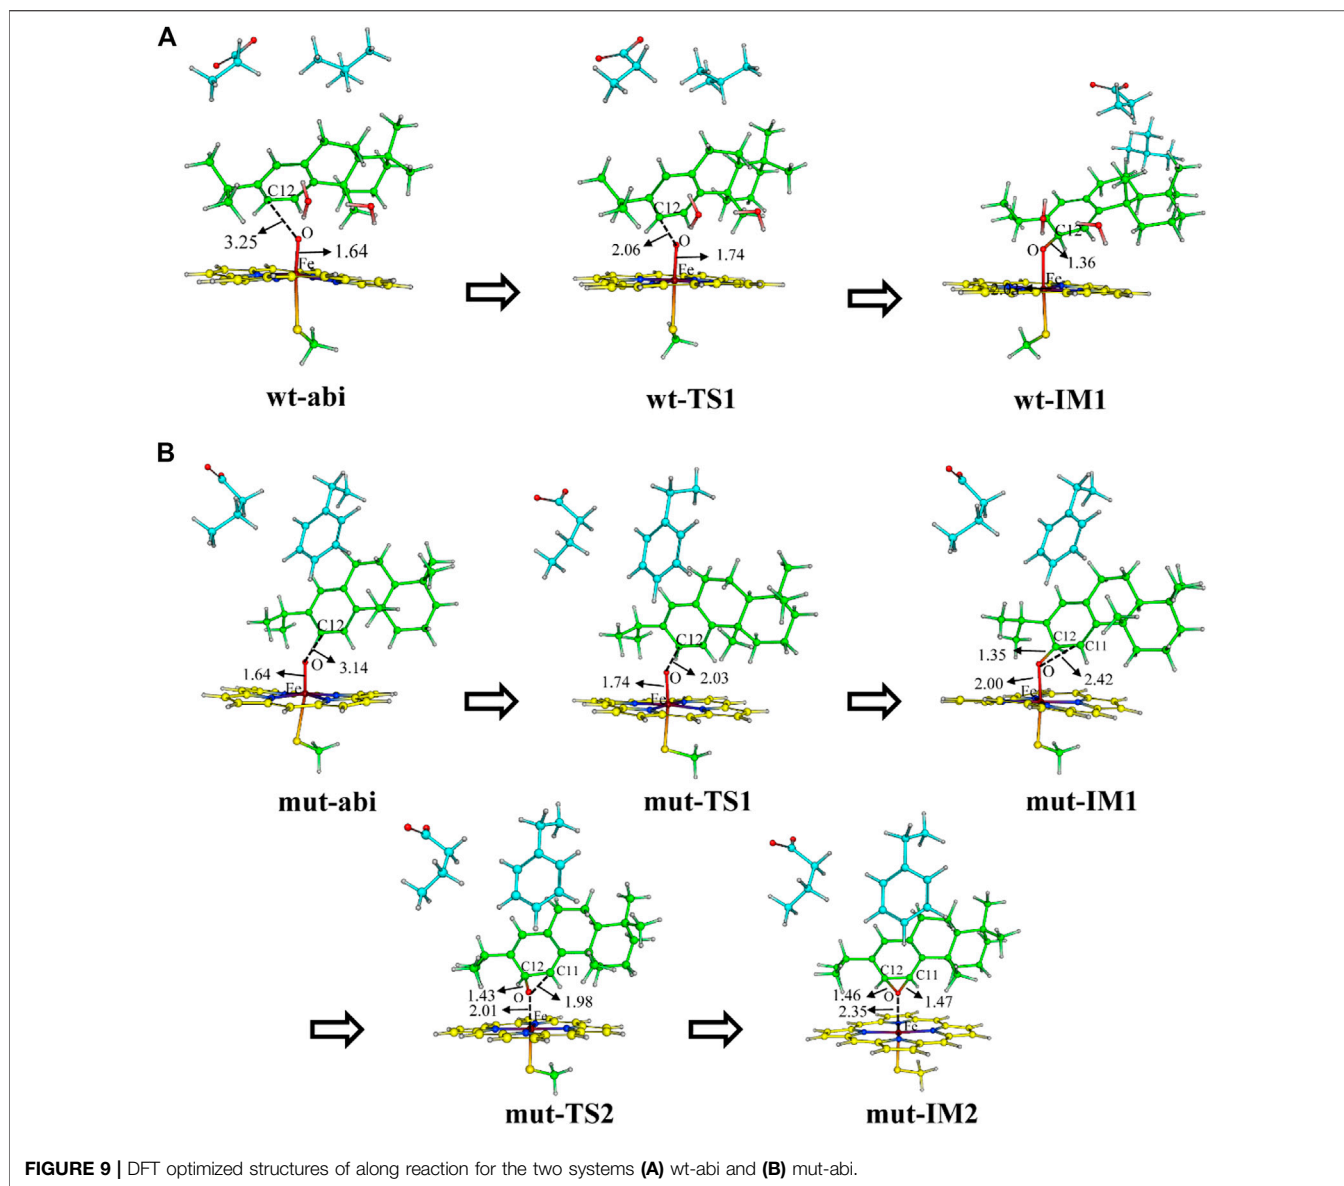 A
C12
O
3.25
1.64
Fe
wt-abi
C12
O
2.06
1.74
Fe
wt-TS1
C12
O
1.36
Fe
wt-IM1
B
C12
O
3.14
1.64
Fe
mut-abi
C12
O
2.03
1.74
Fe
mut-TS1
C12
C11
1.35
O
2.00
2.42
Fe
mut-IM1
C12
C11
1.43
O
1.98
2.01
Fe
mut-TS2
C12
C11
1.46
O
1.47
2.35
Fe
mut-IM2
FIGURE 9 | DFT optimized structures of along reaction for the two systems (A) wt-abi and (B) mut-abi.